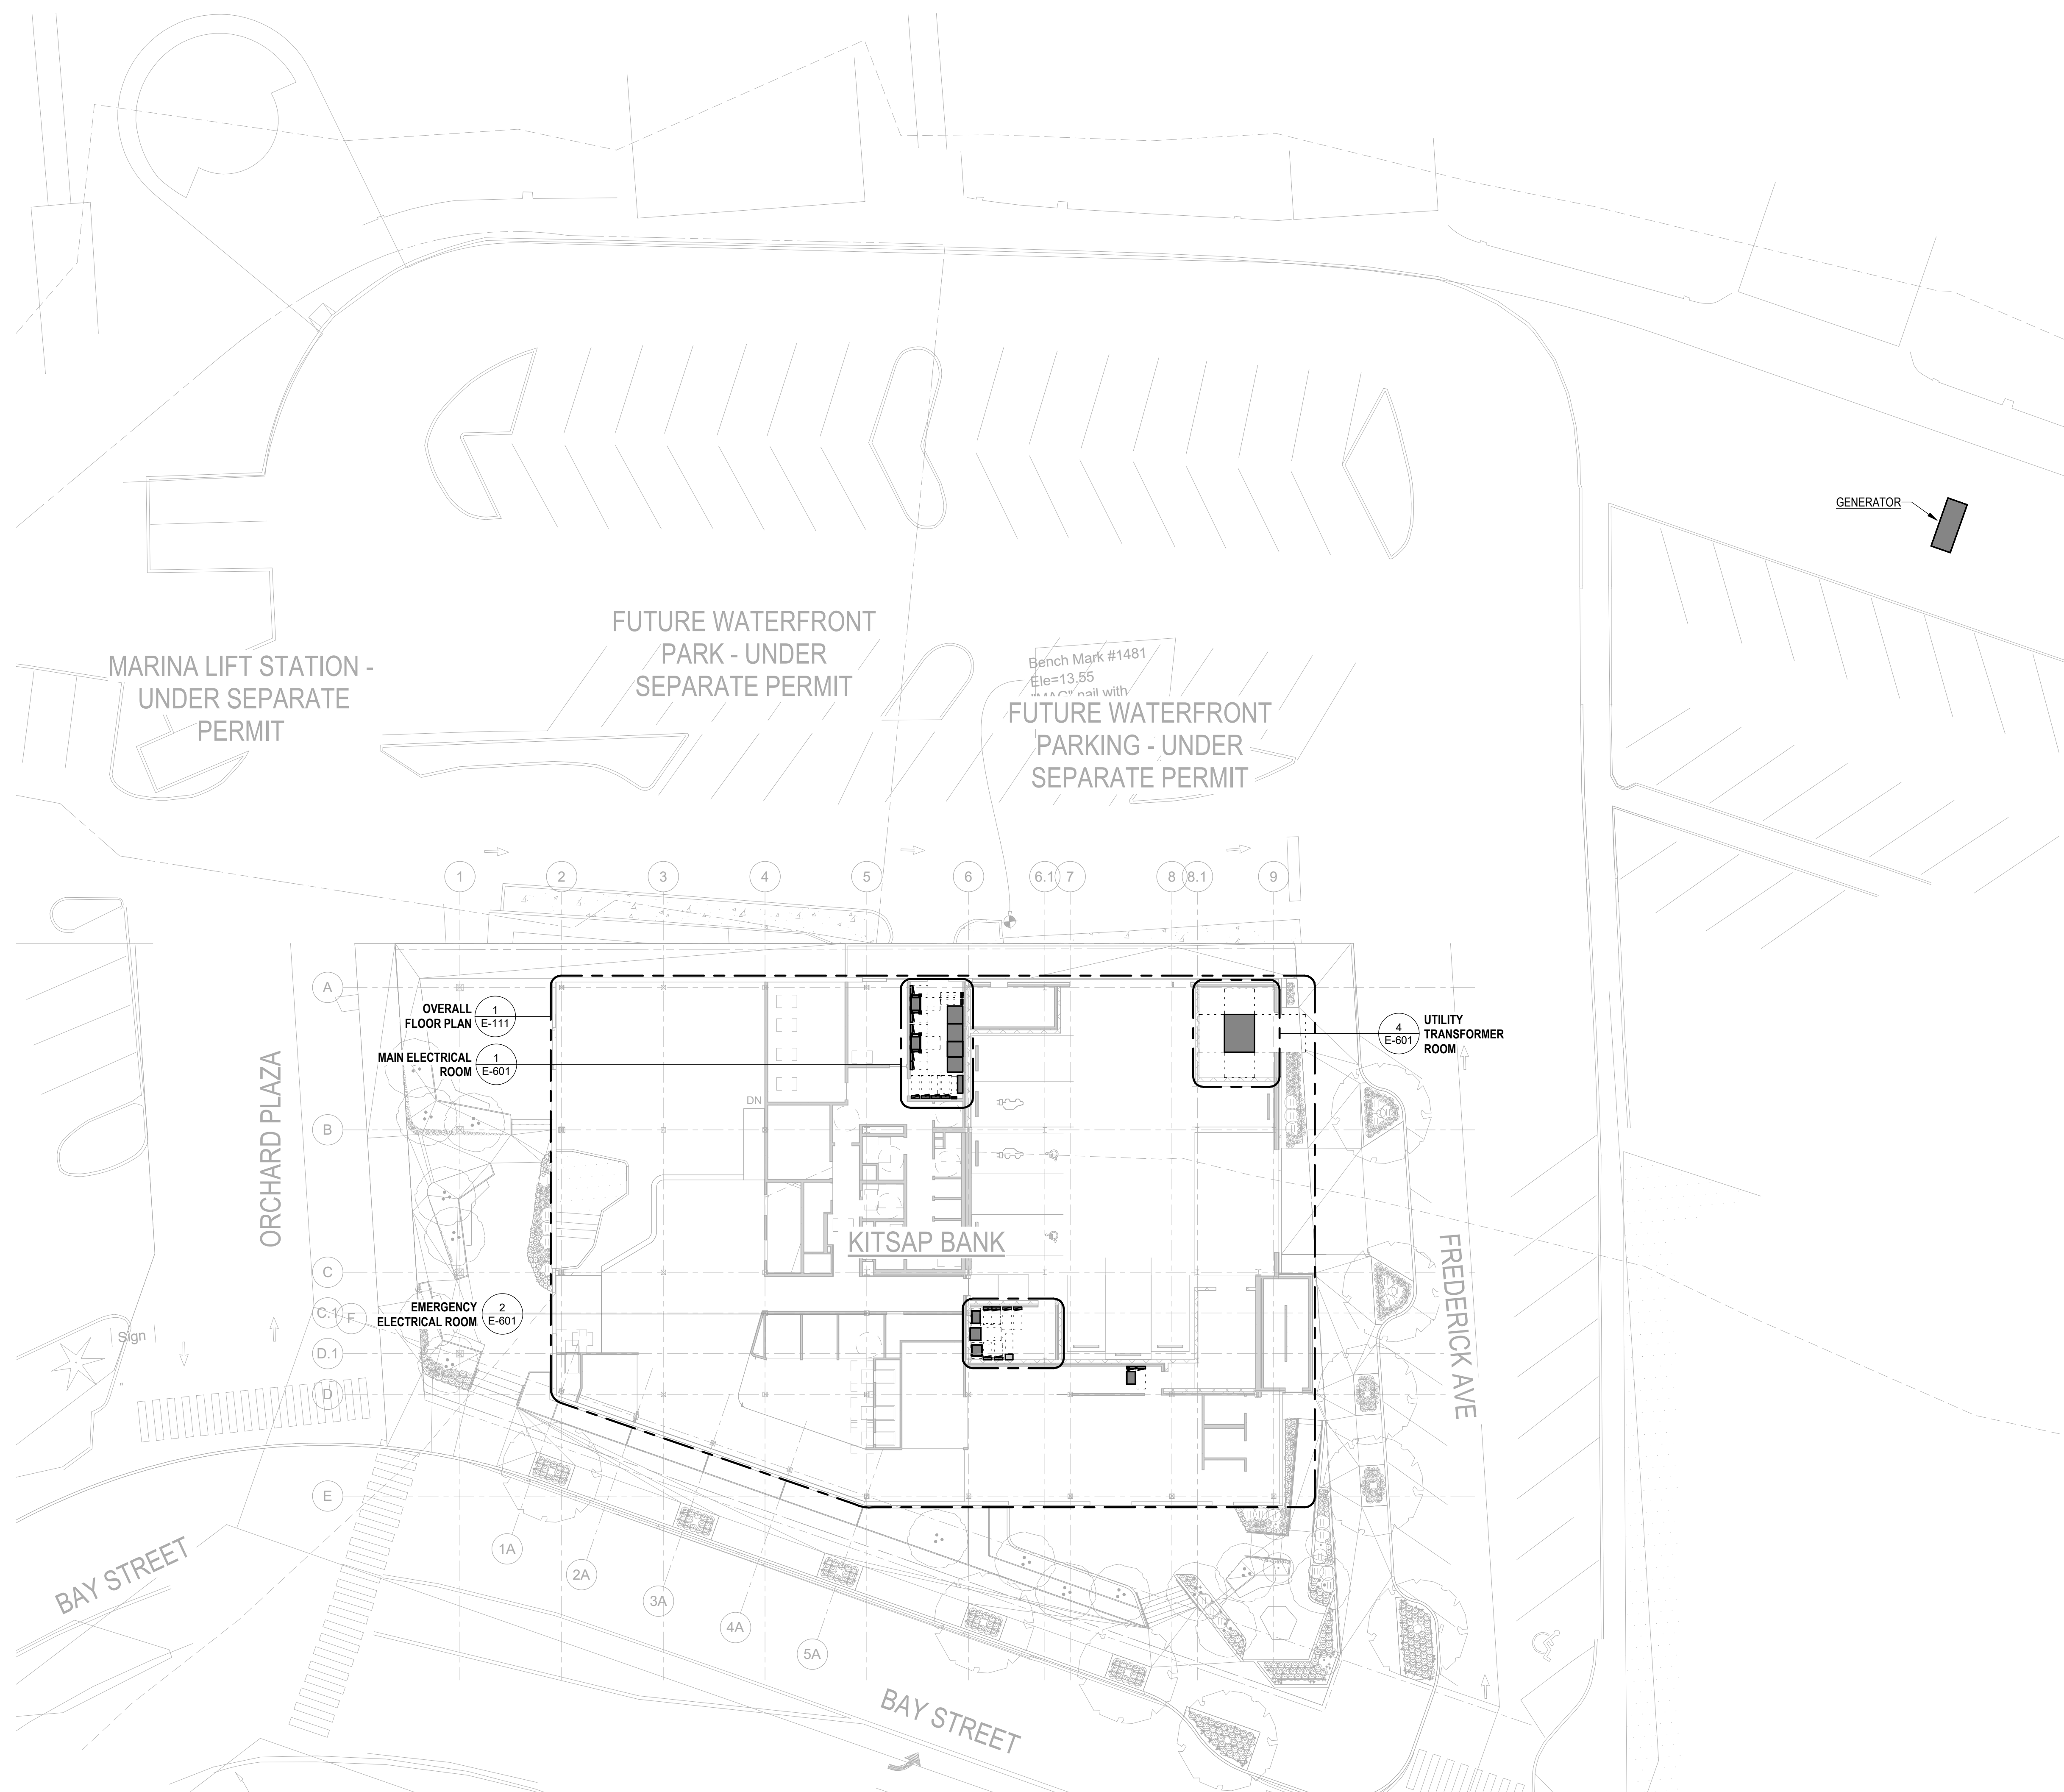 GENERATOR
FUTURE WATERFRONT
PARK - UNDER
SEPARATE PERMIT
MARINA LIFT STATION -
UNDER SEPARATE
PERMIT
Bench Mark #1481
Ele=13.55
"MAG" nail with
FUTURE WATERFRONT
PARKING - UNDER
SEPARATE PERMIT
1
2
3
4
5
6
6.1
7
8
8.1
9
A
OVERALL
FLOOR PLAN
1
E-111
MAIN ELECTRICAL
ROOM
1
E-601
4
E-601
UTILITY
TRANSFORMER
ROOM
DN
B
ORCHARD PLAZA
KITSAP BANK
FREDERICK AVE
C
C.1
F
EMERGENCY
ELECTRICAL ROOM
2
E-601
Sign
D.1
D
E
1A
2A
3A
4A
5A
BAY STREET
BAY STREET